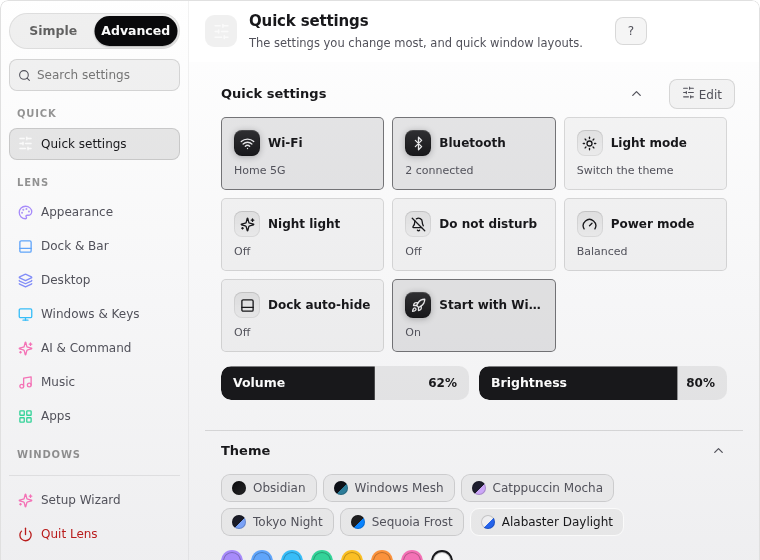 Simple
Advanced
Search settings
QUICK
Quick settings
LENS
Appearance
Dock & Bar
Desktop
Windows & Keys
AI & Command
Music
Apps
WINDOWS
Setup Wizard
Quit Lens
Quick settings
The settings you change most, and quick window layouts.
?
Quick settings
Edit
Wi-Fi
Home 5G
Bluetooth
2 connected
Light mode
Switch the theme
Night light
Off
Do not disturb
Off
Power mode
Balanced
Dock auto-hide
Off
Start with Wi...
On
Volume 62%
Brightness 80%
Theme
Obsidian
Windows Mesh
Catppuccin Mocha
Tokyo Night
Sequoia Frost
Alabaster Daylight